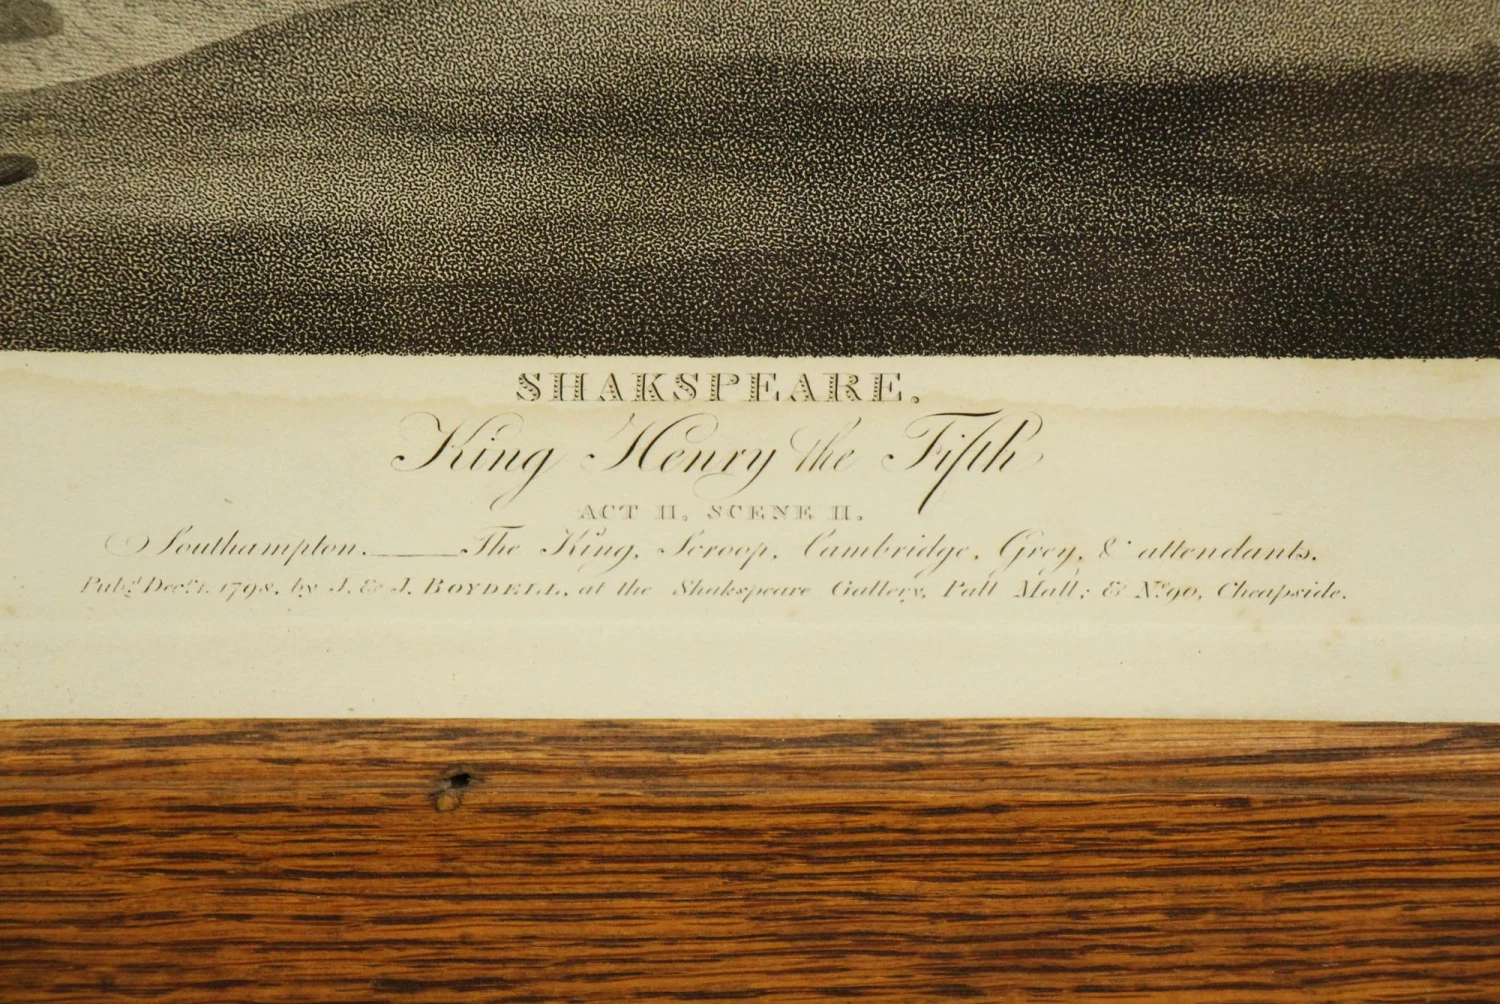 SHAKSPEARE.
King Henry the Fifth
ACT II, SCENE II.
Southampton.——The King, Scroop, Cambridge, Grey, & attendants.
Pub.d Dec.r 1. 1798, by J. & J. BOYDELL, at the Shakspeare Gallery, Pall Mall; & No. 90, Cheapside.